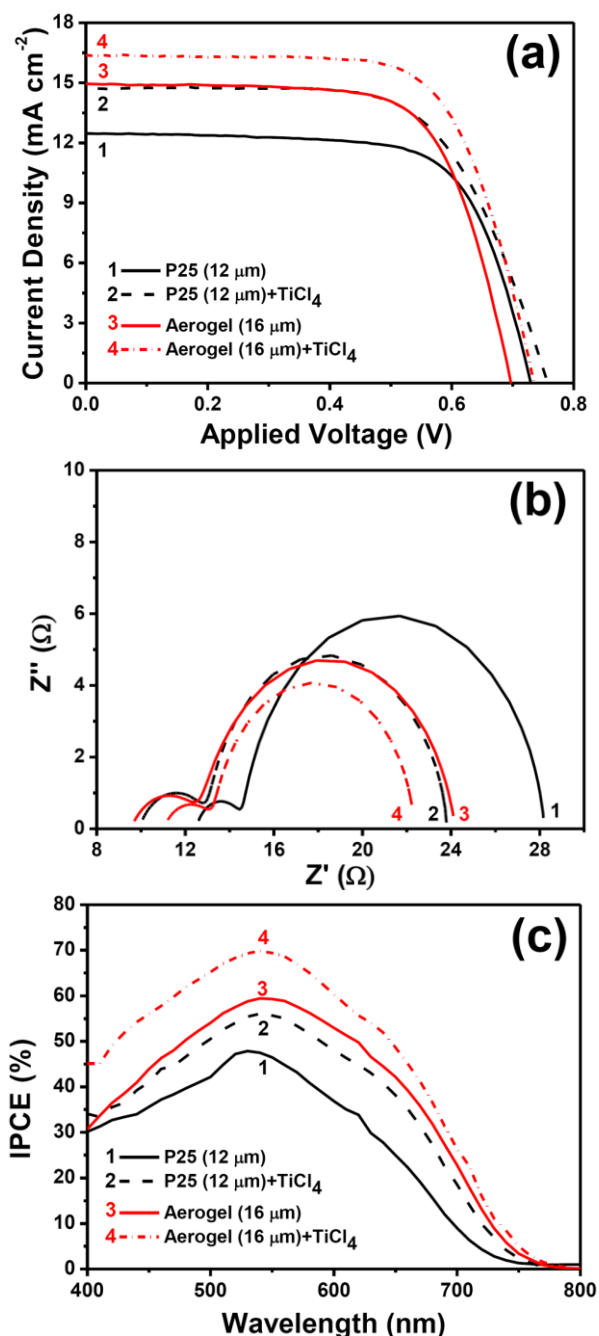 (a)
Current Density (mA cm⁻²)
18
15
12
9
6
3
0
4
3
2
1
1 P25 (12 μm)
2 P25 (12 μm)+TiCl₄
3 Aerogel (16 μm)
4 Aerogel (16 μm)+TiCl₄
0.0 0.2 0.4 0.6 0.8
Applied Voltage (V)
(b)
Z'' (Ω)
10
8
6
4
2
0
4 2 3 1
8 12 16 20 24 28
Z' (Ω)
(c)
IPCE (%)
80
70
60
50
40
30
20
10
0
4
3
2
1
1 P25 (12 μm)
2 P25 (12 μm)+TiCl₄
3 Aerogel (16 μm)
4 Aerogel (16 μm)+TiCl₄
400 500 600 700 800
Wavelength (nm)